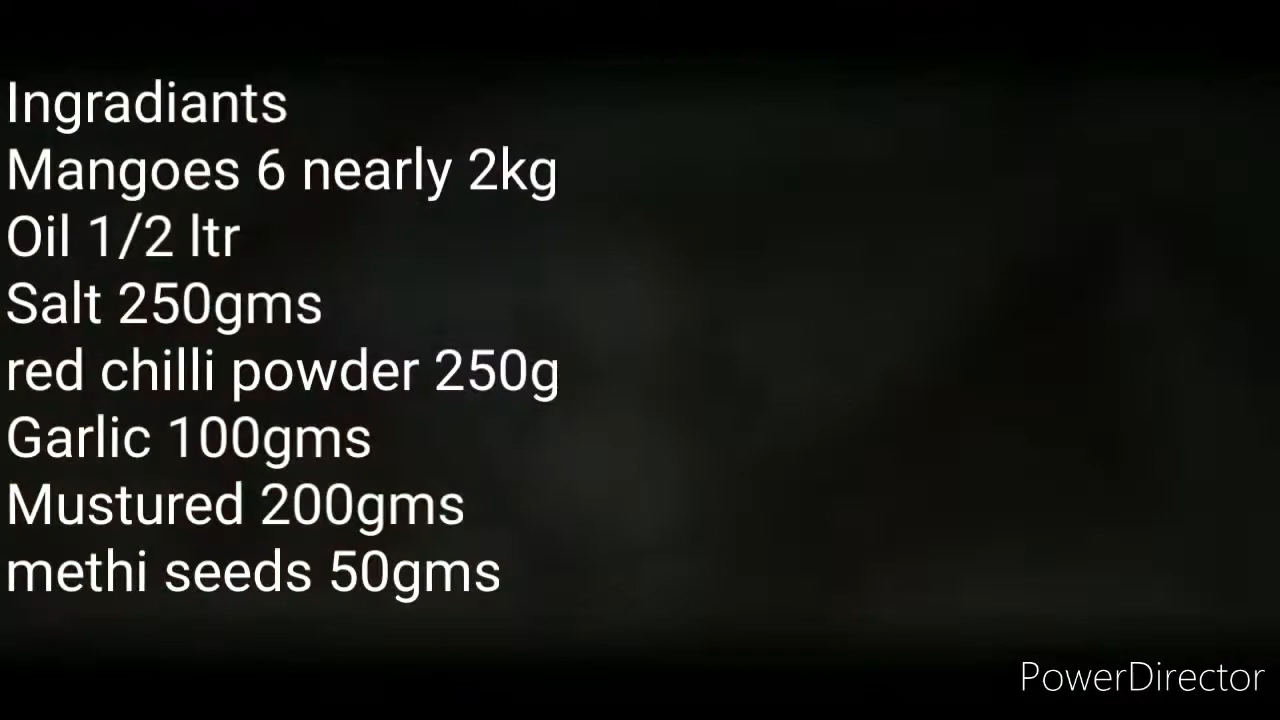 Ingradiants
Mangoes 6 nearly 2kg
Oil 1/2 ltr
Salt 250gms
red chilli powder 250g
Garlic 100gms
Mustured 200gms
methi seeds 50gms
PowerDirector